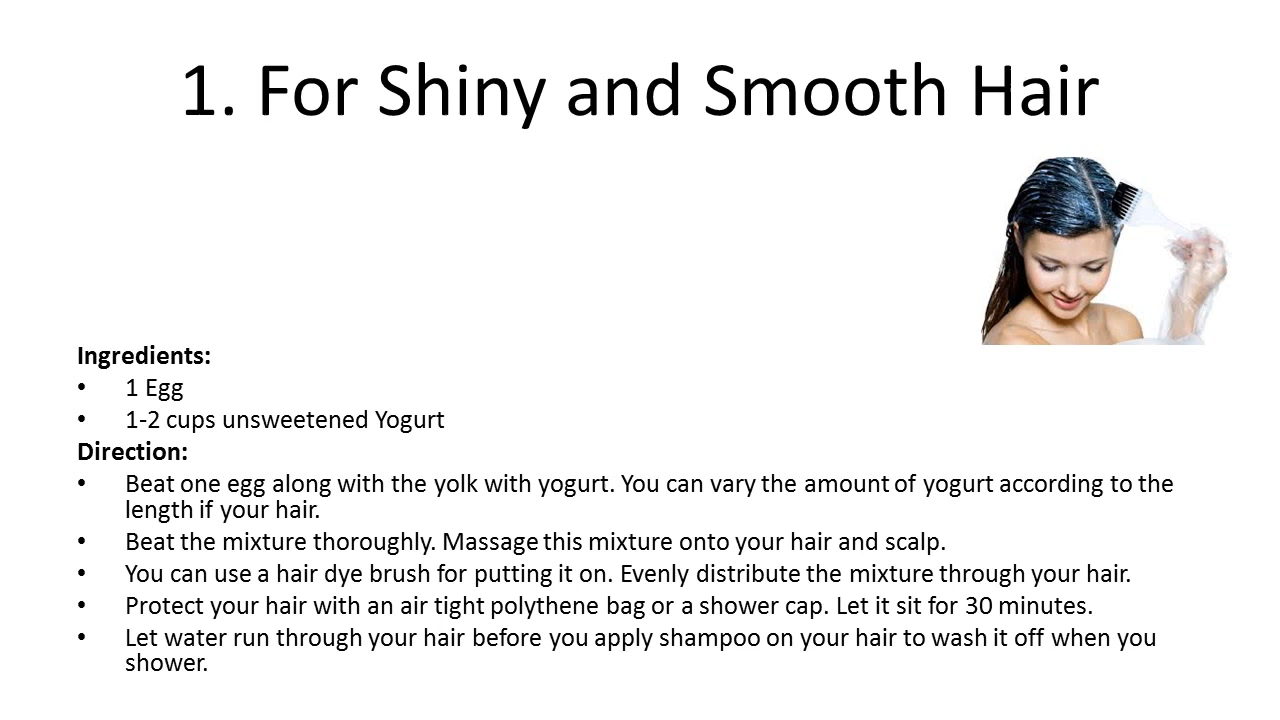 1. For Shiny and Smooth Hair
Ingredients:
• 1 Egg
• 1-2 cups unsweetened Yogurt
Direction:
• Beat one egg along with the yolk with yogurt. You can vary the amount of yogurt according to the
length if your hair.
• Beat the mixture thoroughly. Massage this mixture onto your hair and scalp.
• You can use a hair dye brush for putting it on. Evenly distribute the mixture through your hair.
• Protect your hair with an air tight polythene bag or a shower cap. Let it sit for 30 minutes.
• Let water run through your hair before you apply shampoo on your hair to wash it off when you
shower.